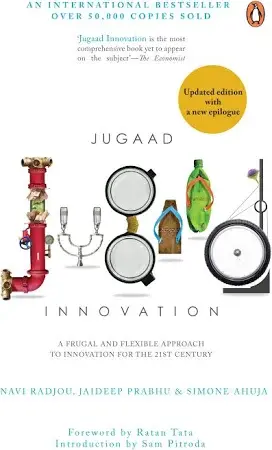 AN INTERNATIONAL BESTSELLER
OVER 50,000 COPIES SOLD
'Jugaad Innovation is the most
comprehensive book yet to appear
on the subject'—The Economist
Updated edition
with
a new epilogue
JUGAAD
INNOVATION
A FRUGAL AND FLEXIBLE APPROACH
TO INNOVATION FOR THE 21ST CENTURY
NAVI RADJOU, JAIDEEP PRABHU & SIMONE AHUJA
Foreword by Ratan Tata
Introduction by Sam Pitroda